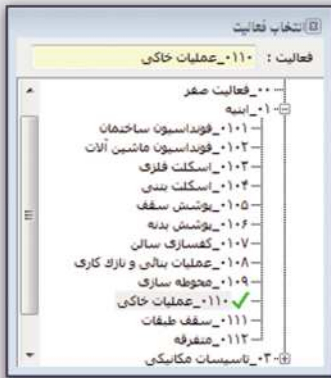 انتخاب فعالیت
فعالیت : ۰۱۱۰_عملیات خاکی
۰۰_فعالیت صفر
۰۱_ابنیه
۰۱۰۱_فونداسیون ساختمان
۰۱۰۲_فونداسیون ماشین آلات
۰۱۰۳_اسکلت فلزی
۰۱۰۴_اسکلت بتنی
۰۱۰۵_پوشش سقف
۰۱۰۶_پوشش بدنه
۰۱۰۷_کفسازی سالن
۰۱۰۸_عملیات بنائی و نازك کاری
۰۱۰۹_محوطه سازی
۰۱۱۰_عملیات خاکی
۰۱۱۱_سقف طبقات
۰۱۱۲_متفرقه
۰۲_تاسیسات مکانیکی